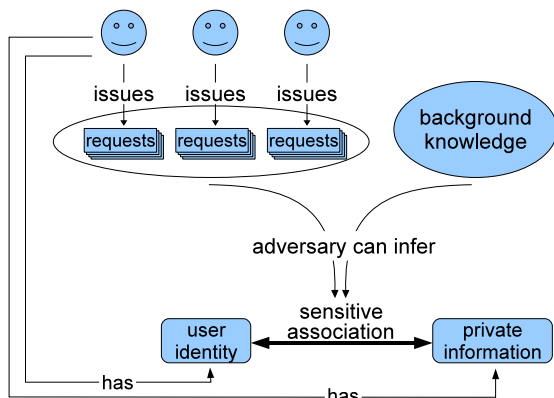 issues issues issues
requests requests requests
background
knowledge
adversary can infer
sensitive
association
user
identity
private
information
has
has